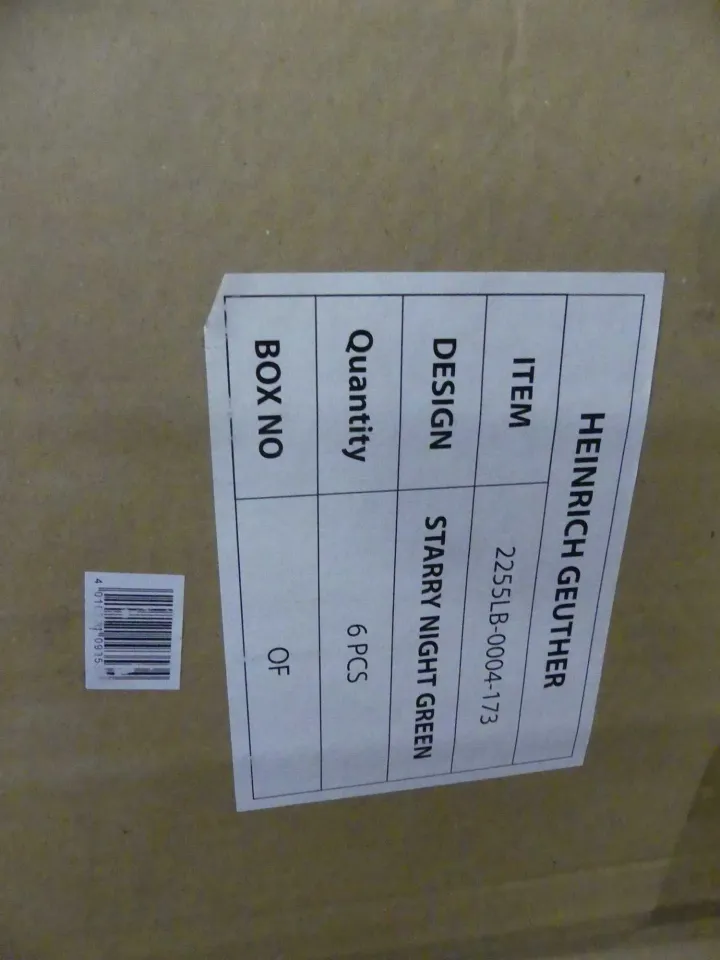 HEINRICH GEUTHER
ITEM 2255LB-0004-173
DESIGN STARRY NIGHT GREEN
Quantity 6 PCS
BOX NO OF